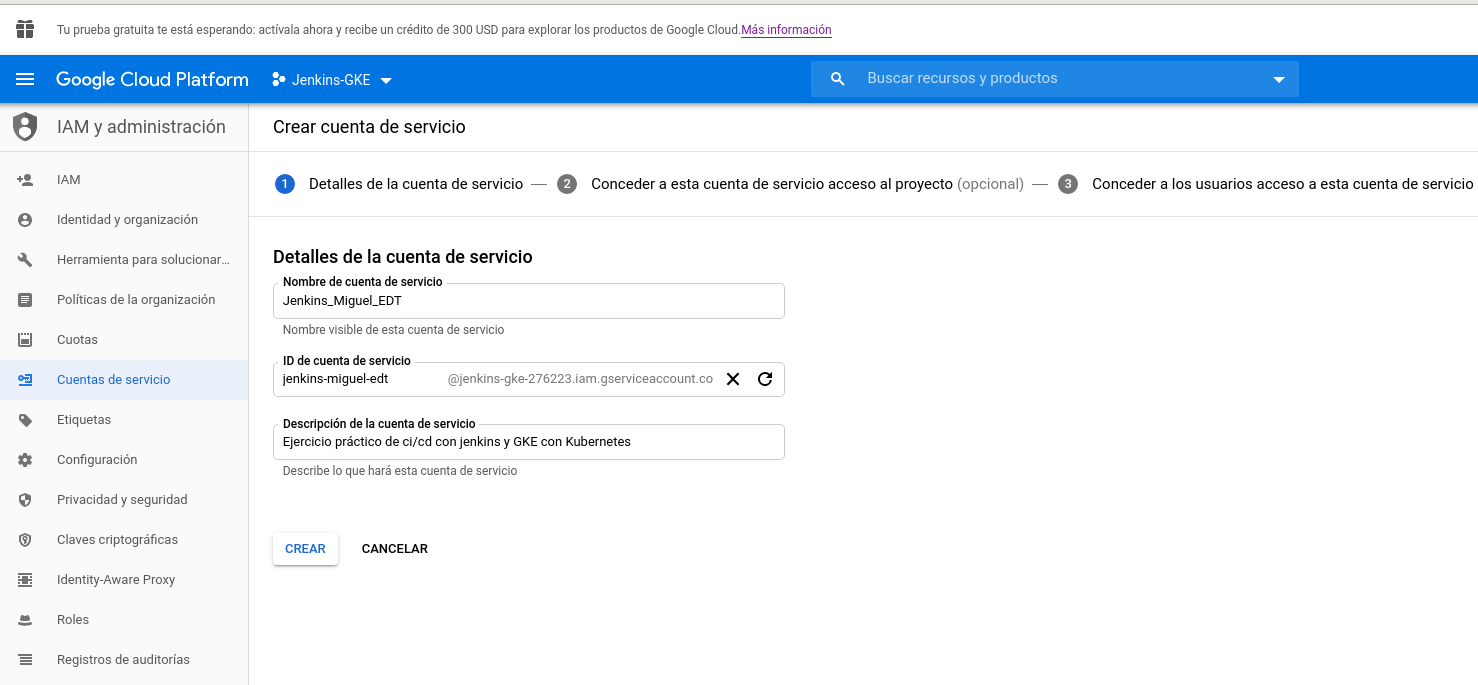 Tu prueba gratuita te está esperando: actívala ahora y recibe un crédito de 300 USD para explorar los productos de Google Cloud.Más información
Google Cloud Platform
Jenkins-GKE
Buscar recursos y productos
IAM y administración
Crear cuenta de servicio
IAM
Identidad y organización
Herramienta para solucionar...
Políticas de la organización
Cuotas
Cuentas de servicio
Etiquetas
Configuración
Privacidad y seguridad
Claves criptográficas
Identity-Aware Proxy
Roles
Registros de auditorías
1 Detalles de la cuenta de servicio — 2 Conceder a esta cuenta de servicio acceso al proyecto (opcional) — 3 Conceder a los usuarios acceso a esta cuenta de servicio
Detalles de la cuenta de servicio
Nombre de cuenta de servicio
Jenkins_Miguel_EDT
Nombre visible de esta cuenta de servicio
ID de cuenta de servicio
jenkins-miguel-edt @jenkins-gke-276223.iam.gserviceaccount.co
Descripción de la cuenta de servicio
Ejercicio práctico de ci/cd con jenkins y GKE con Kubernetes
Describe lo que hará esta cuenta de servicio
CREAR CANCELAR